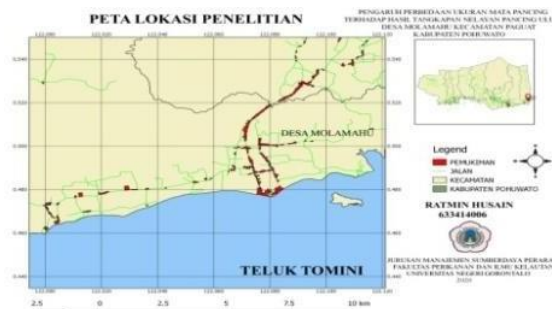 PETA LOKASI PENELITIAN
PENGARUH PERBEDAAN UKURAN MATA PANCING
TERHADAP HASIL TANGKAPAN NELAYAN PANCING ULUR
DESA MOLAMAHU KECAMATAN PAGUAT
KABUPATEN POHUWATO
DESA MOLAMAHU
TELUK TOMINI
Legend
PEMUKIMAN
JALAN
KECAMATAN
KABUPATEN POHUWATO
RATMIN HUSAIN
633414006
JURUSAN MANAJEMEN SUMBERDAYA PERAIRAN
FAKULTAS PERIKANAN DAN ILMU KELAUTAN
UNIVERSITAS NEGERI GORONTALO
2020
2.5 0 2.5 5 7.5 10 km